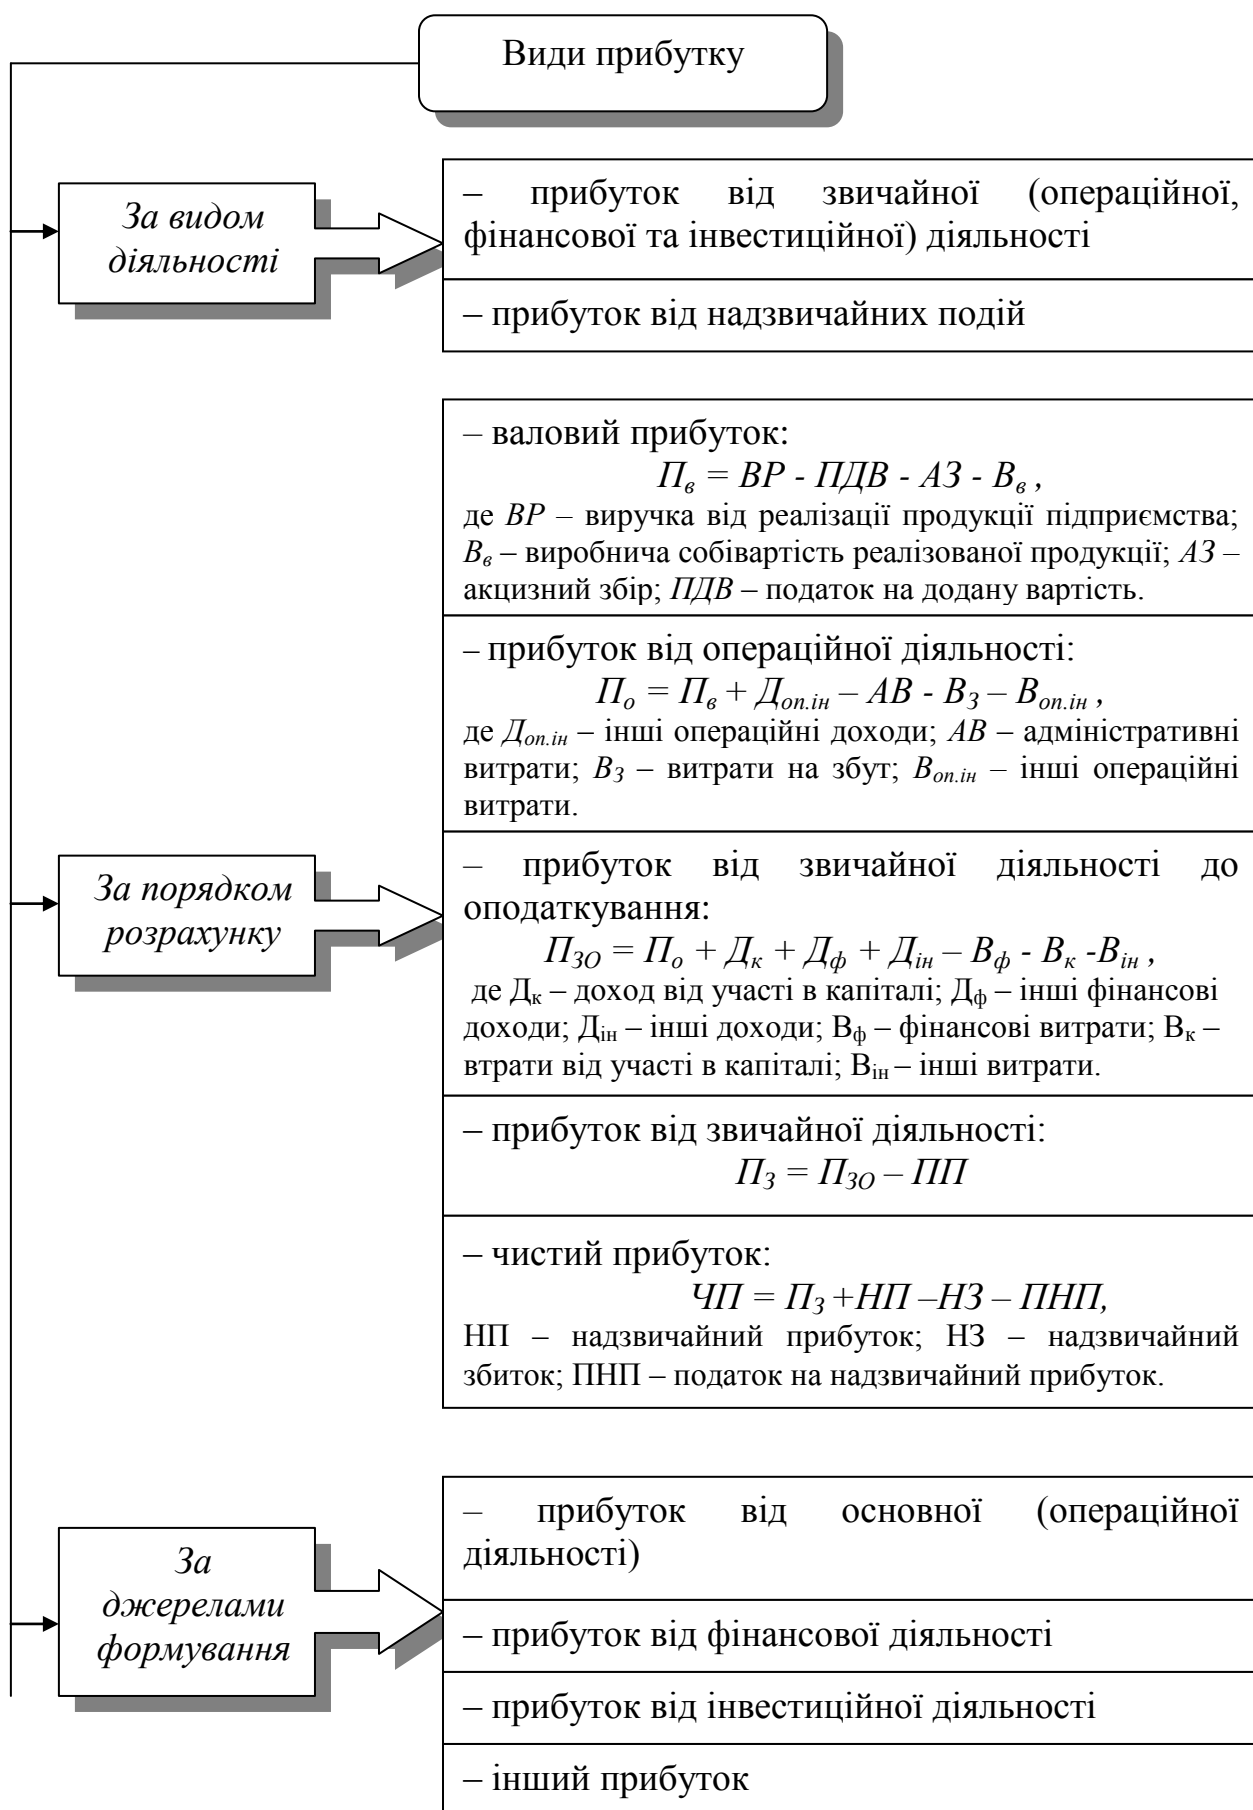 Види прибутку
За видом
діяльності
– прибуток від звичайної (операційної,
фінансової та інвестиційної) діяльності
– прибуток від надзвичайних подій
– валовий прибуток:
Пв = ВР - ПДВ - АЗ - Вв ,
де ВР – виручка від реалізації продукції підприємства;
Вв – виробнича собівартість реалізованої продукції; АЗ –
акцизний збір; ПДВ – податок на додану вартість.
– прибуток від операційної діяльності:
По = Пв + Доп.ін – АВ - ВЗ – Воп.ін ,
де Доп.ін – інші операційні доходи; АВ – адміністративні
витрати; ВЗ – витрати на збут; Воп.ін – інші операційні
витрати.
За порядком
розрахунку
– прибуток від звичайної діяльності до
оподаткування:
ПЗО = По + Дк + Дф + Дін – Вф - Вк -Він ,
де Дк – доход від участі в капіталі; Дф – інші фінансові
доходи; Дін – інші доходи; Вф – фінансові витрати; Вк –
втрати від участі в капіталі; Він – інші витрати.
– прибуток від звичайної діяльності:
ПЗ = ПЗО – ПП
– чистий прибуток:
ЧП = ПЗ +НП –НЗ – ПНП,
НП – надзвичайний прибуток; НЗ – надзвичайний
збиток; ПНП – податок на надзвичайний прибуток.
За
джерелами
формування
– прибуток від основної (операційної
діяльності)
– прибуток від фінансової діяльності
– прибуток від інвестиційної діяльності
– інший прибуток